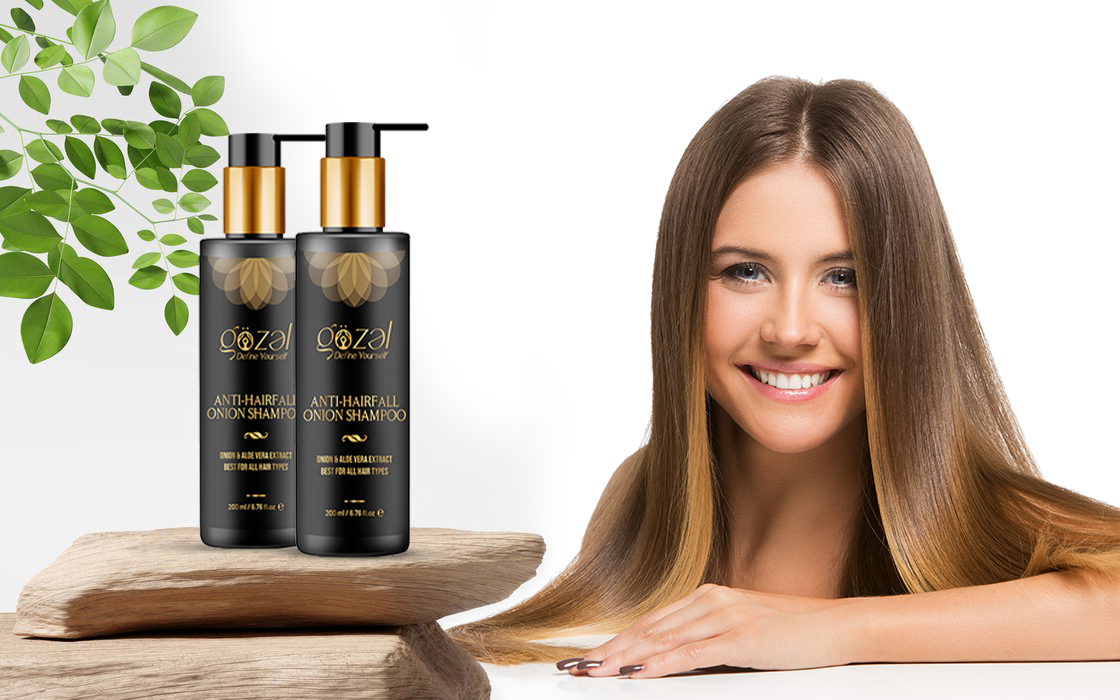 gözəl
Define Yourself
ANTI-HAIRFALL
ONION SHAMPO
ONION & ALOE VERA EXTRACT
BEST FOR ALL HAIR TYPES
200 ml / 6.76 fl.oz ℮
gözəl
Define Yourself
ANTI-HAIRFALL
ONION SHAMPOO
ONION & ALOE VERA EXTRACT
BEST FOR ALL HAIR TYPES
200 ml / 6.76 fl.oz ℮